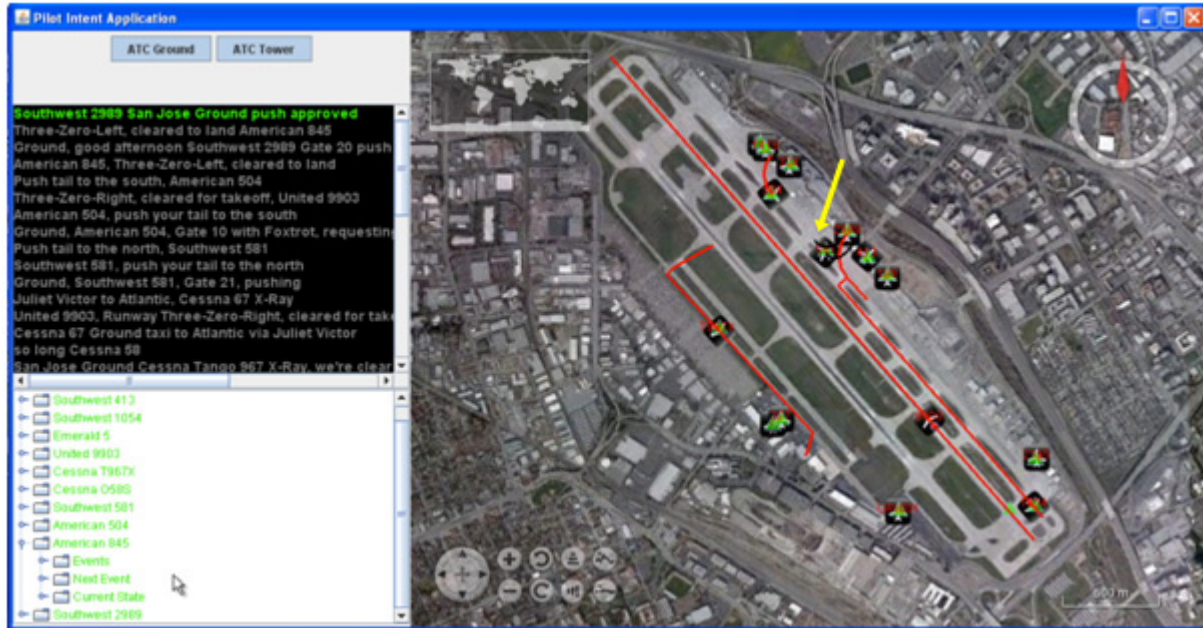 Pilot Intent Application
ATC Ground
ATC Tower
Southwest 2989 San Jose Ground push approved
Three-Zero-Left, cleared to land American 845
Ground, good afternoon Southwest 2989 Gate 20 push
American 845, Three-Zero-Left, cleared to land
Push tail to the south, American 504
Three-Zero-Right, cleared for takeoff, United 9903
American 504, push your tail to the south
Ground, American 504, Gate 10 with Foxtrot, requesting
Push tail to the north, Southwest 581
Southwest 581, push your tail to the north
Ground, Southwest 581, Gate 21, pushing
Juliet Victor to Atlantic, Cessna 67 X-Ray
United 9903, Runway Three-Zero-Right, cleared for take
Cessna 67 Ground taxi to Atlantic via Juliet Victor
so long Cessna 58
San Jose Ground Cessna Tango 967 X-Ray, we're clear
Southwest 413
Southwest 1054
Emerald 5
United 9903
Cessna T967X
Cessna O58S
Southwest 581
American 504
American 845
Events
Next Event
Current State
Southwest 2989
600 m